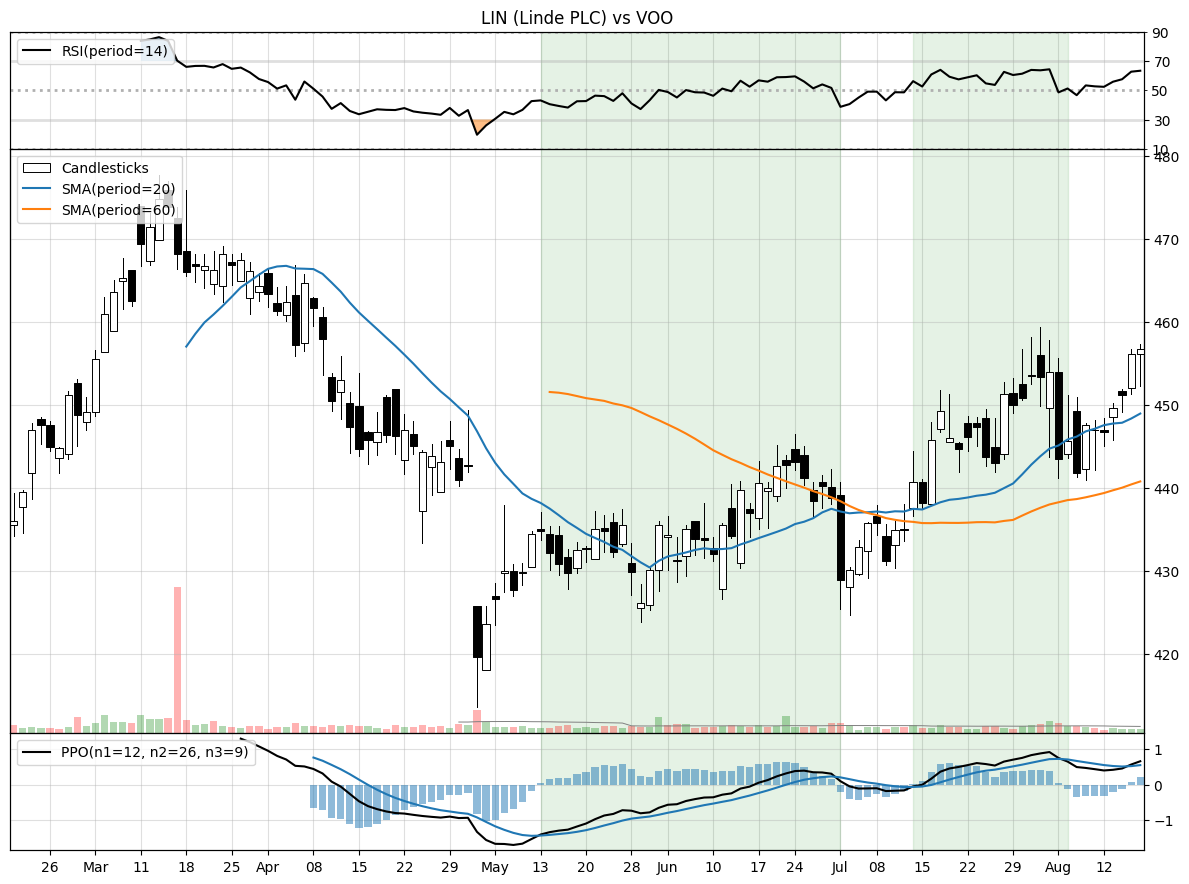 LIN (Linde PLC) vs VOO
RSI(period=14)
90
70
50
30
10
Candlesticks
SMA(period=20)
SMA(period=60)
480
470
460
450
440
430
420
PPO(n1=12, n2=26, n3=9)
1
0
−1
26 Mar 11 18 25 Apr 08 15 22 29 May 13 20 28 Jun 10 17 24 Jul 08 15 22 29 Aug 12